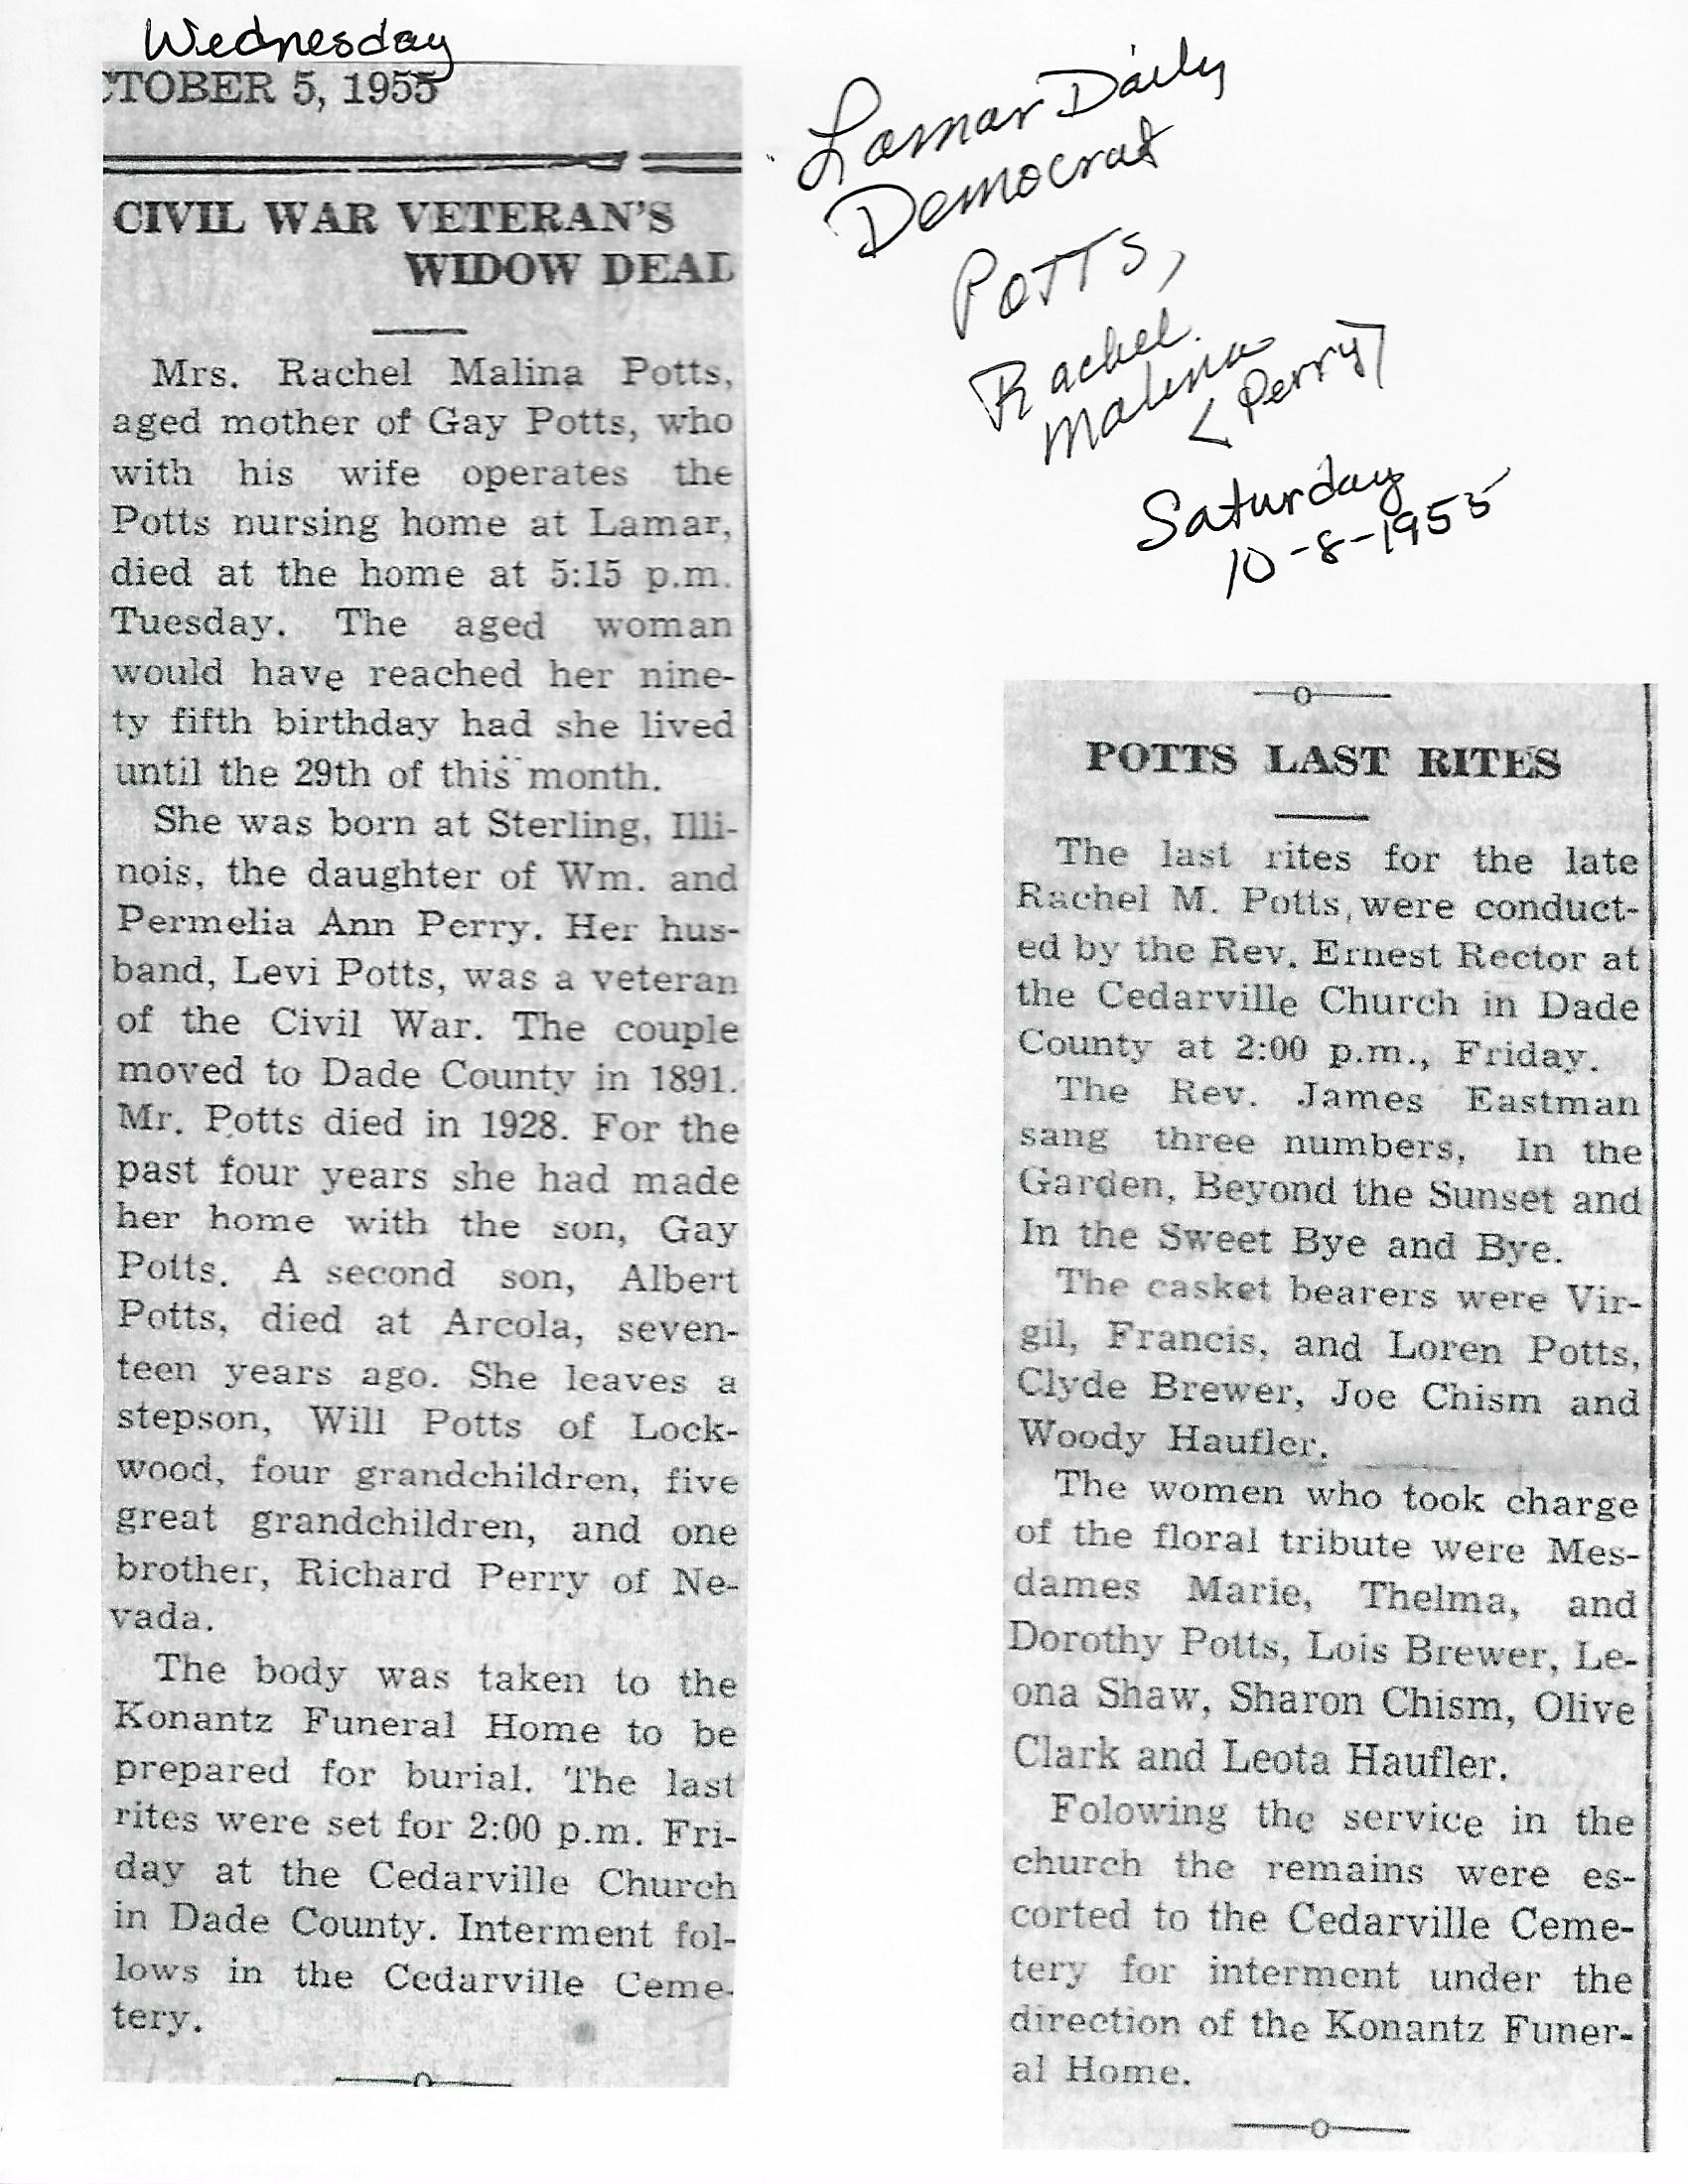 Wednesday
CTOBER 5, 1955
CIVIL WAR VETERAN'S
WIDOW DEAD
Mrs. Rachel Malina Potts,
aged mother of Gay Potts, who
with his wife operates the
Potts nursing home at Lamar,
died at the home at 5:15 p.m.
Tuesday. The aged woman
would have reached her nine-
ty fifth birthday had she lived
until the 29th of this month.
She was born at Sterling, Illi-
nois, the daughter of Wm. and
Permelia Ann Perry. Her hus-
band, Levi Potts, was a veteran
of the Civil War. The couple
moved to Dade County in 1891.
Mr. Potts died in 1928. For the
past four years she had made
her home with the son, Gay
Potts. A second son, Albert
Potts, died at Arcola, seven-
teen years ago. She leaves a
stepson, Will Potts of Lock-
wood, four grandchildren, five
great grandchildren, and one
brother, Richard Perry of Ne-
vada.
The body was taken to the
Konantz Funeral Home to be
prepared for burial. The last
rites were set for 2:00 p.m. Fri-
day at the Cedarville Church
in Dade County. Interment fol-
lows in the Cedarville Ceme-
tery.
Lamar Daily
Democrat
POTTS,
Rachel
Malina
<Perry>
Saturday
10-8-1955
POTTS LAST RITES
The last rites for the late
Rachel M. Potts, were conduct-
ed by the Rev. Ernest Rector at
the Cedarville Church in Dade
County at 2:00 p.m., Friday.
The Rev. James Eastman
sang three numbers, In the
Garden, Beyond the Sunset and
In the Sweet Bye and Bye.
The casket bearers were Vir-
gil, Francis, and Loren Potts,
Clyde Brewer, Joe Chism and
Woody Haufler.
The women who took charge
of the floral tribute were Mes-
dames Marie, Thelma, and
Dorothy Potts, Lois Brewer, Le-
ona Shaw, Sharon Chism, Olive
Clark and Leota Haufler.
Folowing the service in the
church the remains were es-
corted to the Cedarville Ceme-
tery for interment under the
direction of the Konantz Funer-
al Home.